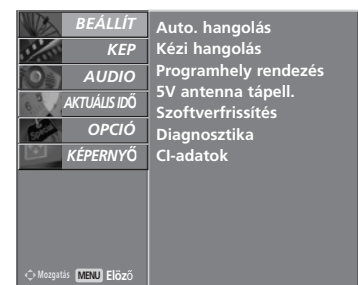 BEÁLLÍT
KEP
AUDIO
AKTUÁLIS IDŐ
OPCIÓ
KÉPERNYŐ
Auto. hangolás
Kézi hangolás
Programhely rendezés
5V antenna tápell.
Szoftverfrissítés
Diagnosztika
CI-adatok
Mozgatás MENU Előző